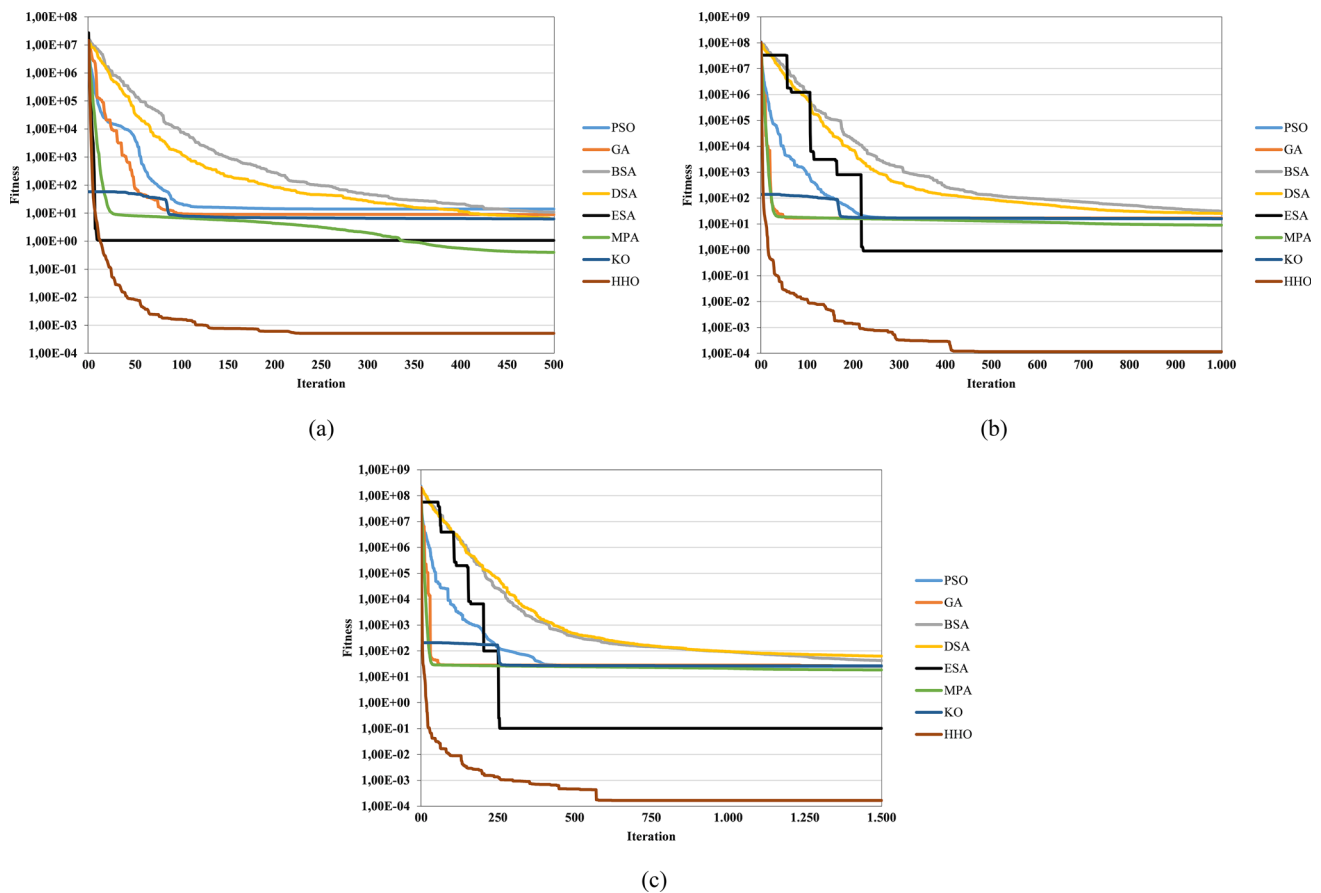 1,00E+08
1,00E+07
1,00E+06
1,00E+05
1,00E+04
1,00E+03
1,00E+02
1,00E+01
1,00E+00
1,00E-01
1,00E-02
1,00E-03
1,00E-04
Fitness
00 50 100 150 200 250 300 350 400 450 500
Iteration
PSO
GA
BSA
DSA
ESA
MPA
KO
HHO
(a)
1,00E+09
1,00E+08
1,00E+07
1,00E+06
1,00E+05
1,00E+04
1,00E+03
1,00E+02
1,00E+01
1,00E+00
1,00E-01
1,00E-02
1,00E-03
1,00E-04
Fitmess
00 100 200 300 400 500 600 700 800 900 1.000
Iteration
PSO
GA
BSA
DSA
ESA
MPA
KO
HHO
(b)
1,00E+09
1,00E+08
1,00E+07
1,00E+06
1,00E+05
1,00E+04
1,00E+03
1,00E+02
1,00E+01
1,00E+00
1,00E-01
1,00E-02
1,00E-03
1,00E-04
Fitness
00 250 500 750 1.000 1.250 1.500
Iteration
PSO
GA
BSA
DSA
ESA
MPA
KO
HHO
(c)